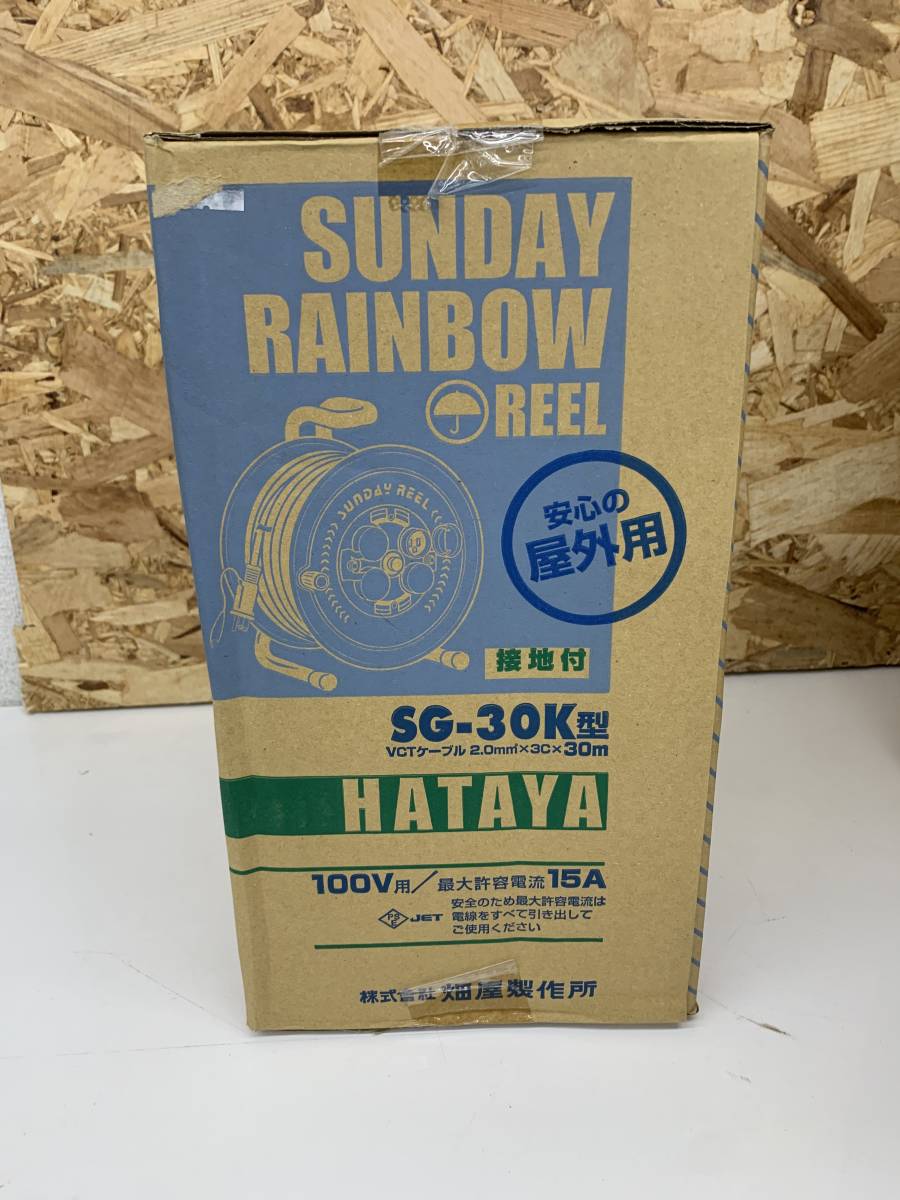 SUNDAY
RAINBOW
REEL
SUNDAY REEL
安心の
屋外用
接地付
SG-30K型
VCTケーブル 2.0mm²×3C×30m
HATAYA
100V用/最大許容電流15A
PS
E
JET
安全のため最大許容電流は
電線をすべて引き出して
ご使用ください
株式会社 畑屋製作所